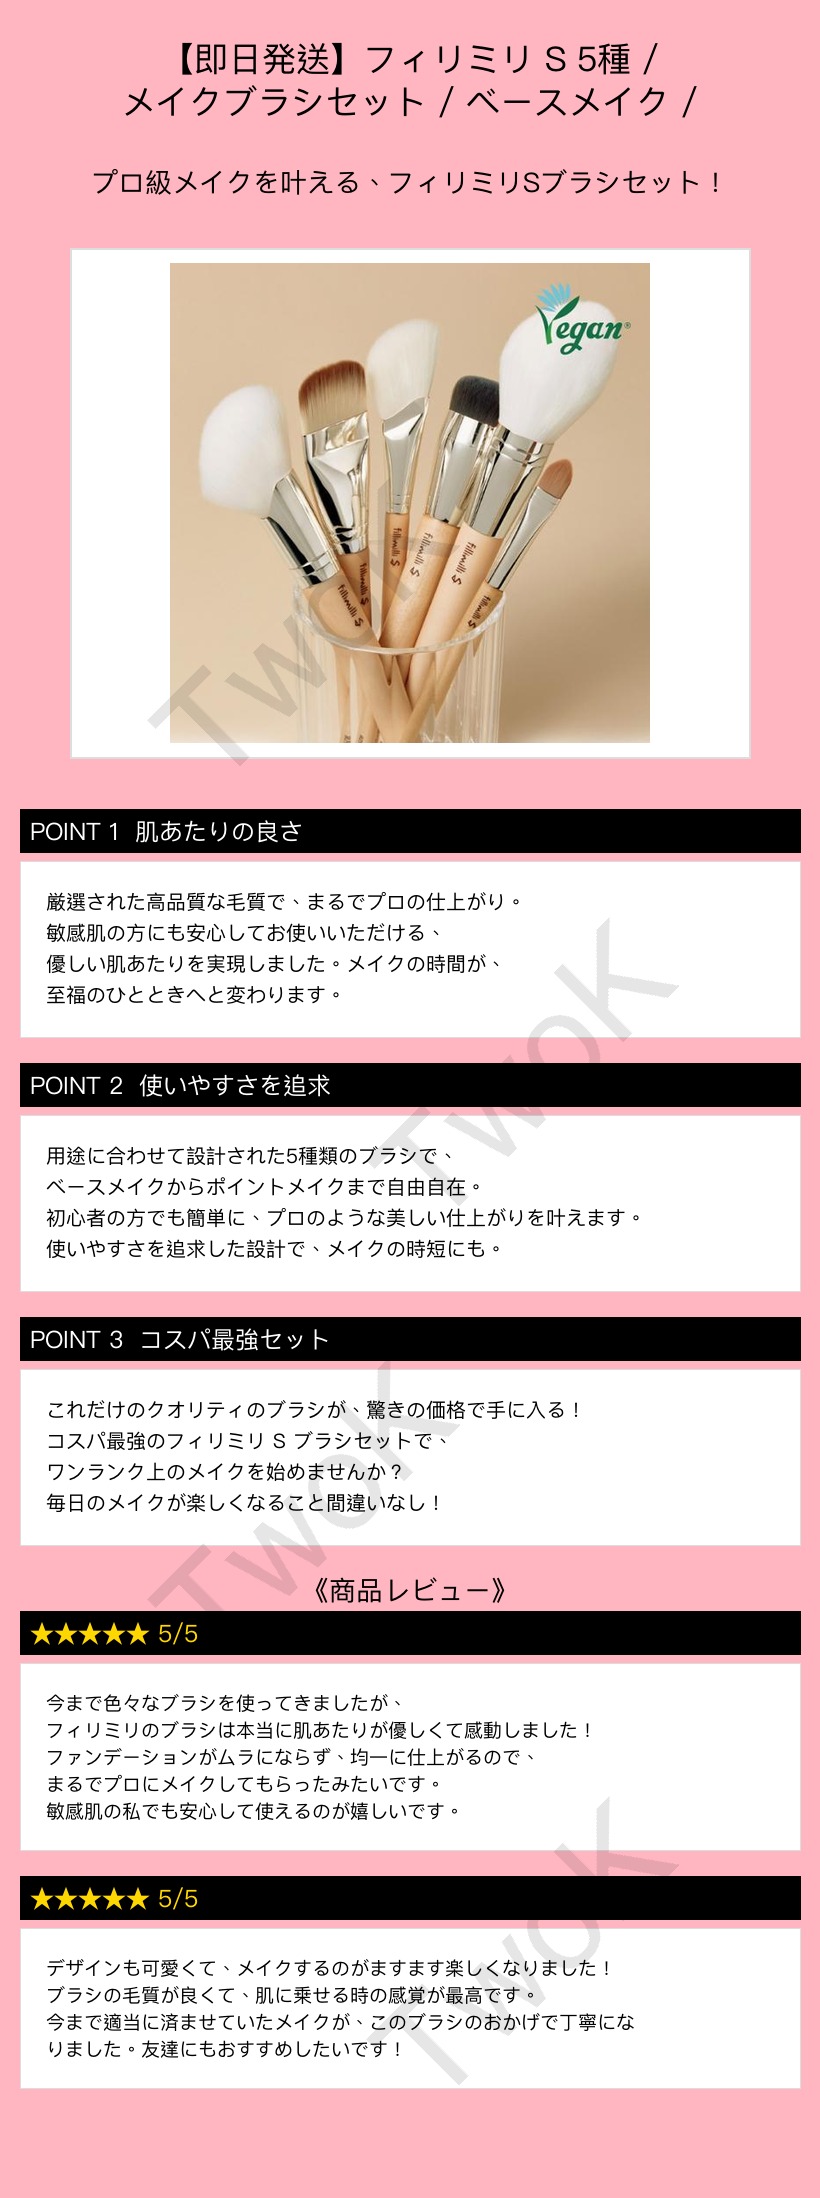 【即日発送】フィリミリ S 5種 /
メイクブラシセット / ベースメイク /
プロ級メイクを叶える、フィリミリSブラシセット！
Vegan®
fillimilli S
fillimilli S
fillimilli S
fillimilli S
fillimilli S
fillimilli S
TwoK
POINT 1 肌あたりの良さ
厳選された高品質な毛質で、まるでプロの仕上がり。
敏感肌の方にも安心してお使いいただける、
優しい肌あたりを実現しました。メイクの時間が、
至福のひとときへと変わります。
TwoK
POINT 2 使いやすさを追求
用途に合わせて設計された5種類のブラシで、
ベースメイクからポイントメイクまで自由自在。
初心者の方でも簡単に、プロのような美しい仕上がりを叶えます。
使いやすさを追求した設計で、メイクの時短にも。
POINT 3 コスパ最強セット
これだけのクオリティのブラシが、驚きの価格で手に入る！
コスパ最強のフィリミリ S ブラシセットで、
ワンランク上のメイクを始めませんか？
毎日のメイクが楽しくなること間違いなし！
TwoK
《商品レビュー》
★★★★★ 5/5
今まで色々なブラシを使ってきましたが、
フィリミリのブラシは本当に肌あたりが優しくて感動しました！
ファンデーションがムラにならず、均一に仕上がるので、
まるでプロにメイクしてもらったみたいです。
敏感肌の私でも安心して使えるのが嬉しいです。
★★★★★ 5/5
デザインも可愛くて、メイクするのがますます楽しくなりました！
ブラシの毛質が良くて、肌に乗せる時の感覚が最高です。
今まで適当に済ませていたメイクが、このブラシのおかげで丁寧にな
りました。友達にもおすすめしたいです！
TwoK